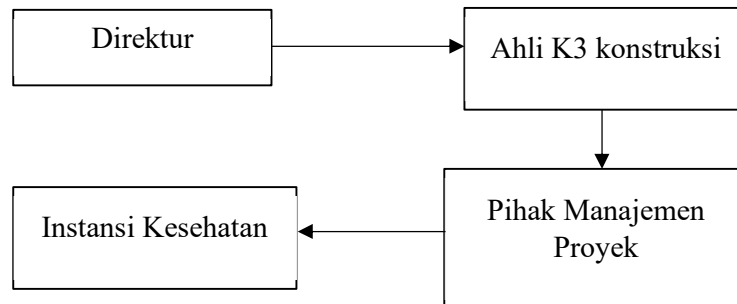 Direktur
Ahli K3 konstruksi
Instansi Kesehatan
Pihak Manajemen
Proyek